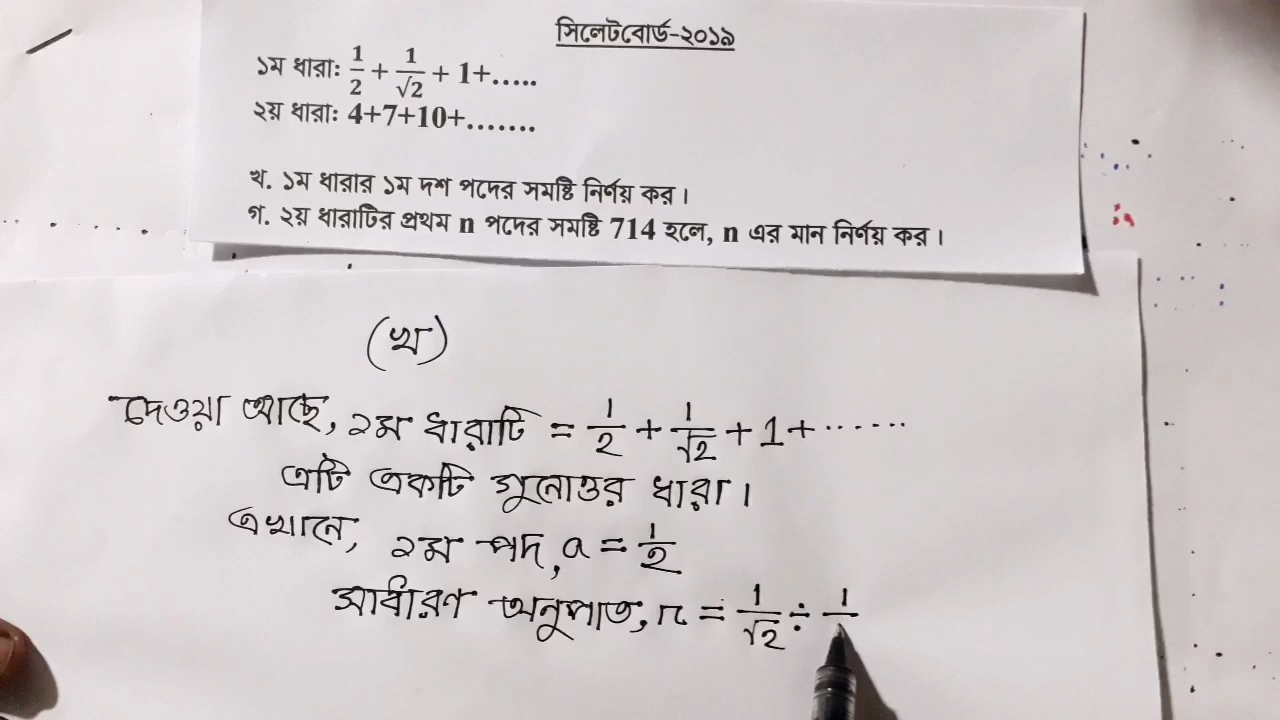 সিলেটবোর্ড-২০১৯
১ম ধারাঃ 1/2 + 1/√2 + 1+.....
২য় ধারাঃ 4+7+10+.......
খ. ১ম ধারার ১ম দশ পদের সমষ্টি নির্ণয় কর।
গ. ২য় ধারাটির প্রথম n পদের সমষ্টি 714 হলে, n এর মান নির্ণয় কর।
(খ)
দেওয়া আছে, ১ম ধারাটি = 1/2 + 1/√2 + 1 + ......
এটি একটি গুনোত্তর ধারা।
এখানে, ১ম পদ, a = 1/2
সাধারণ অনুপাত, r = 1/√2 ÷ 1/